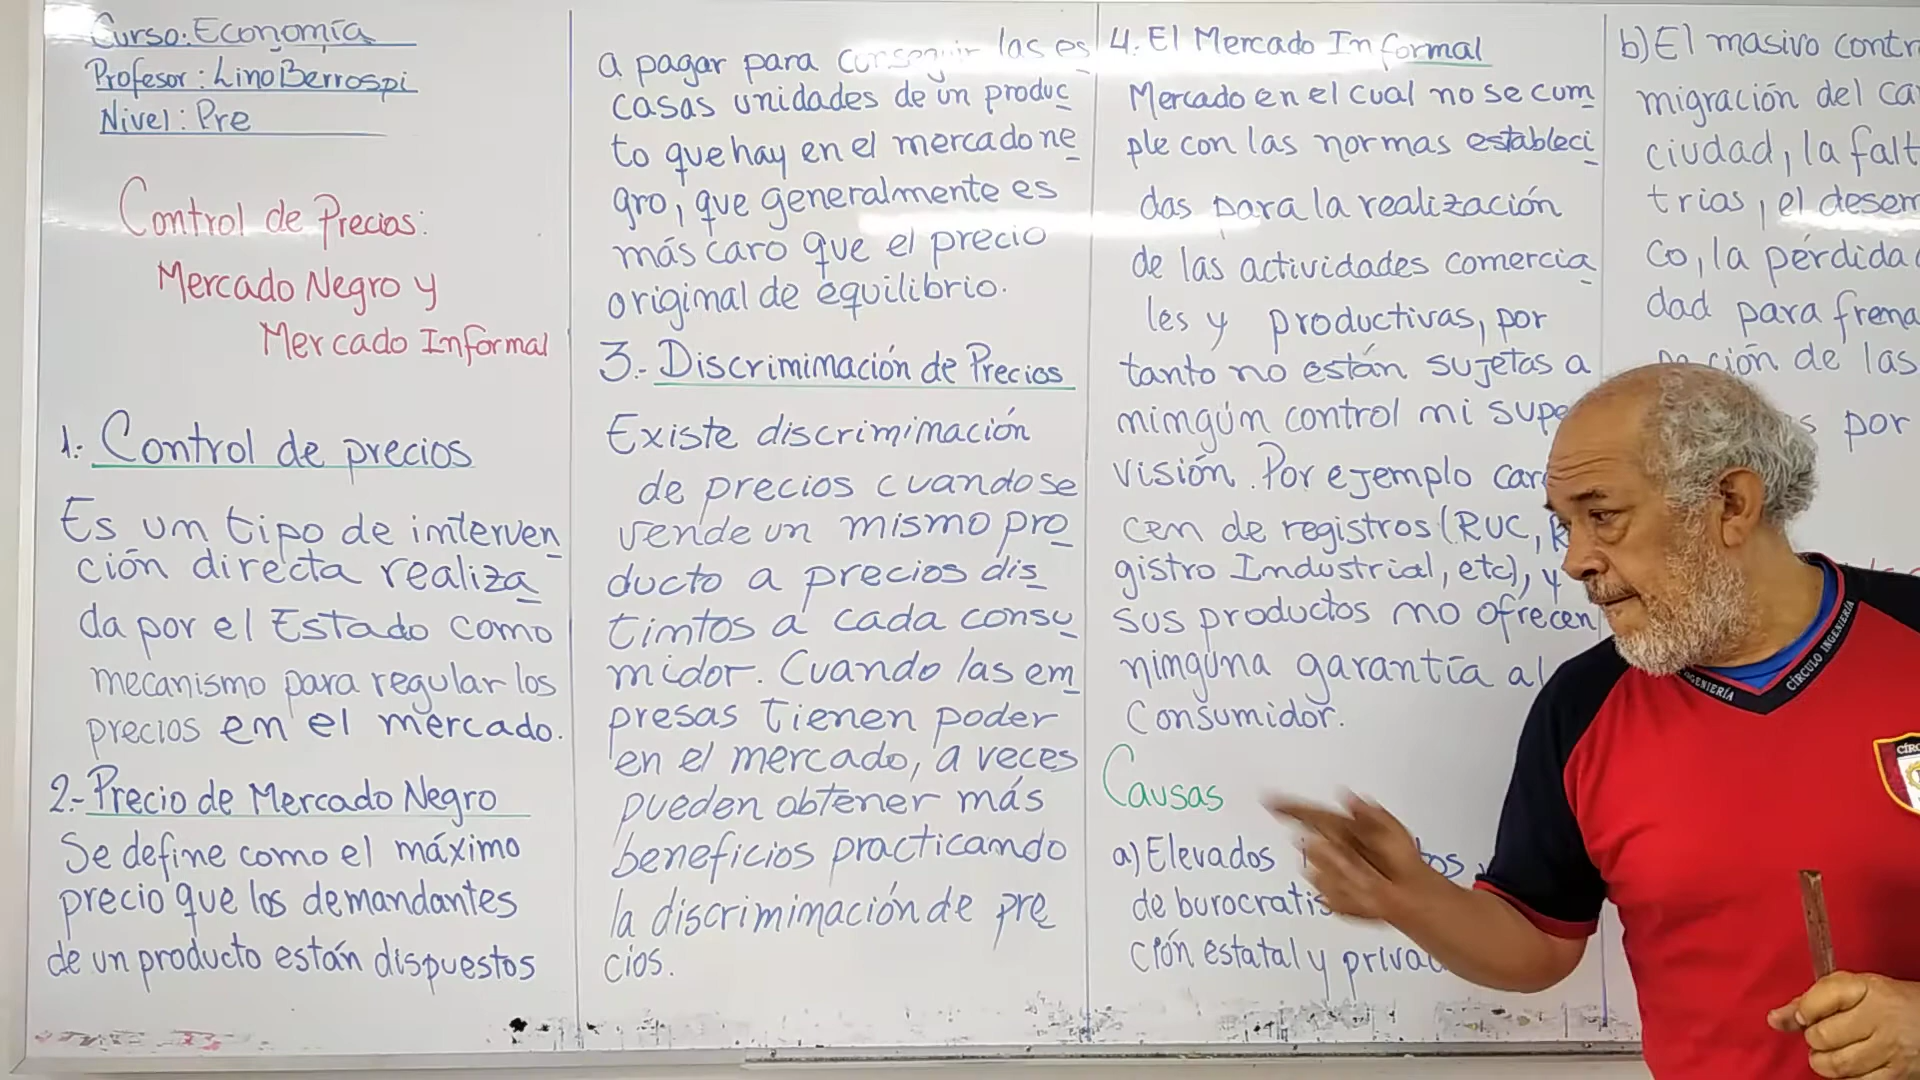 Curso: Economía
Profesor: Lino Berrospi
Nivel: Pre
Control de Precios:
Mercado Negro y
Mercado Informal
1.- Control de precios
Es un tipo de interven
ción directa realiza
da por el Estado como
mecanismo para regular los
precios en el mercado.
2.- Precio de Mercado Negro
Se define como el máximo
precio que los demandantes
de un producto están dispuestos
a pagar para conseguir las es
casas unidades de un produc
to que hay en el mercado ne
gro, que generalmente es
más caro que el precio
original de equilibrio.
3.- Discriminación de Precios
Existe discriminación
de precios cuando se
vende un mismo pro
ducto a precios dis
tintos a cada consu
midor. Cuando las em
presas tienen poder
en el mercado, a veces
pueden obtener más
beneficios practicando
la discriminación de pre
cios.
4. El Mercado Informal
Mercado en el cual no se cum
ple con las normas estableci
das para la realización
de las actividades comercia
les y productivas, por
tanto no están sujetas a
ningún control ni supe
visión. Por ejemplo car
cen de registros (RUC, R
gistro Industrial, etc), y
sus productos no ofrecen
ninguna garantía al
Consumidor.
Causas
a) Elevados
de burocratis
ción estatal y priva
b) El masivo contr
migración del ca
ciudad, la falt
trias, el desem
co, la pérdida
dad para frena
ción de las
por
CÍRCULO INGENIERÍA
INGENIERÍA
CÍRC